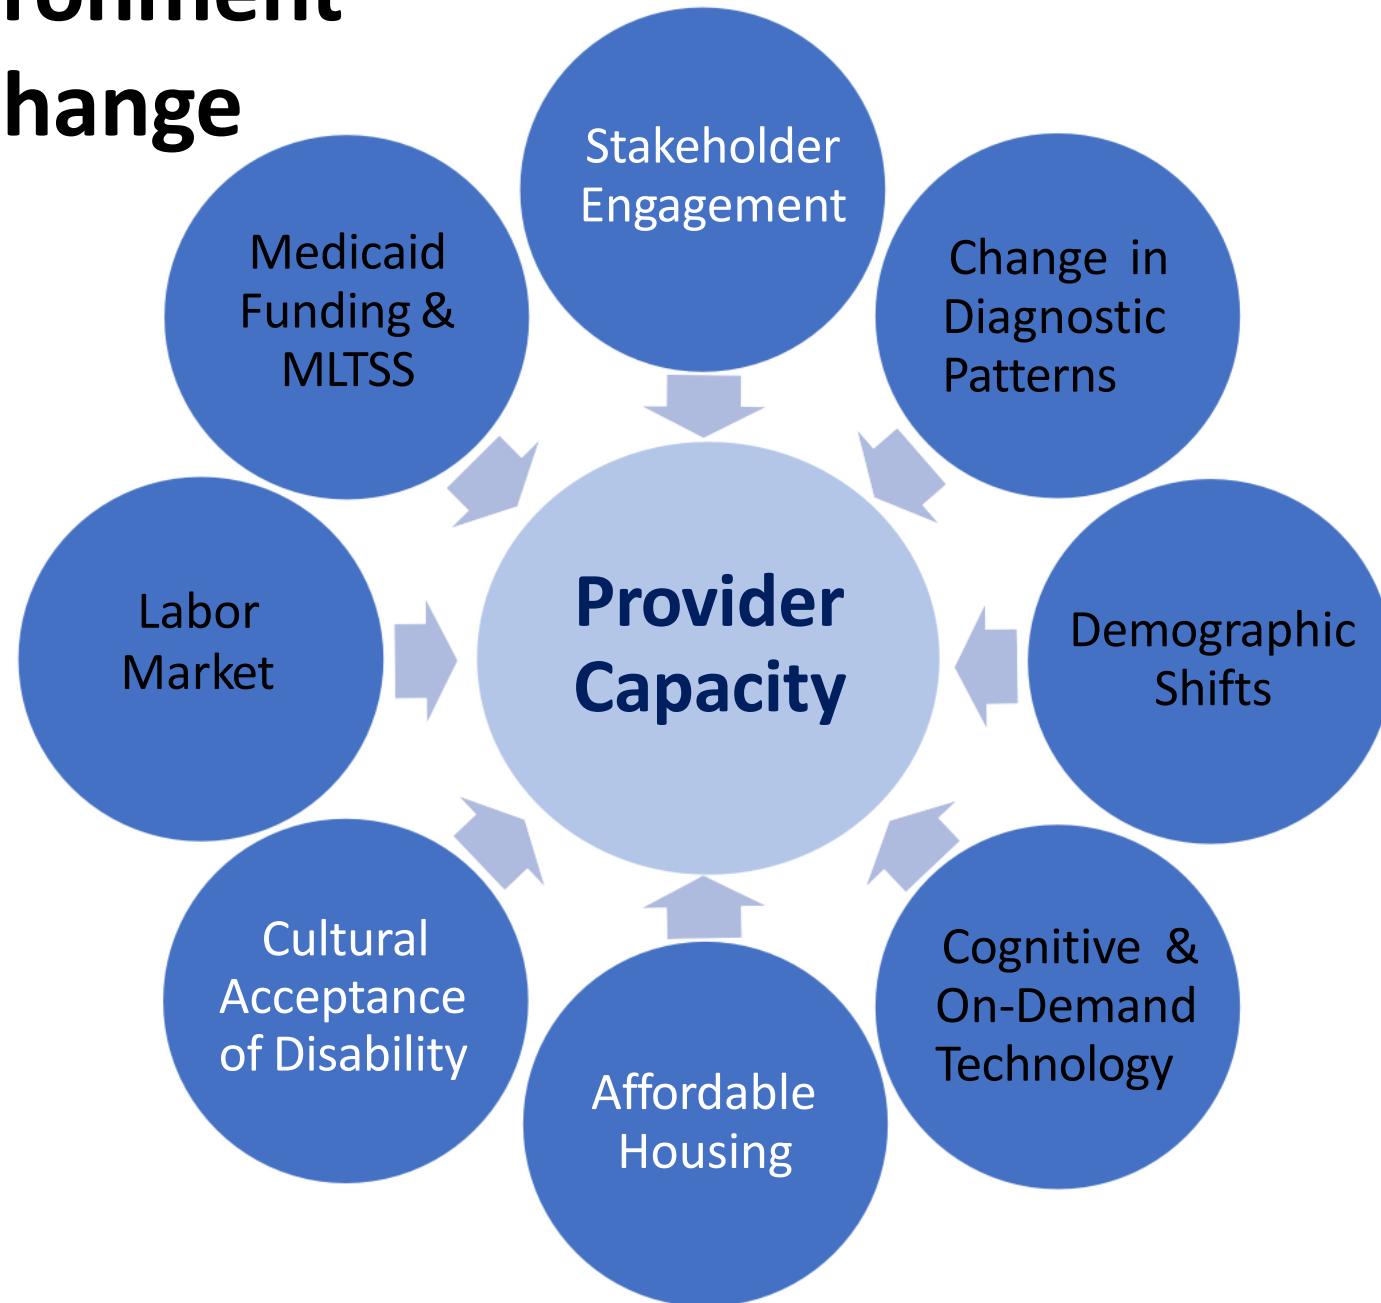 ronment
hange
Stakeholder
Engagement
Medicaid
Funding &
MLTSS
Change in
Diagnostic
Patterns
Labor
Market
Provider
Capacity
Demographic
Shifts
Cultural
Acceptance
of Disability
Cognitive &
On-Demand
Technology
Affordable
Housing